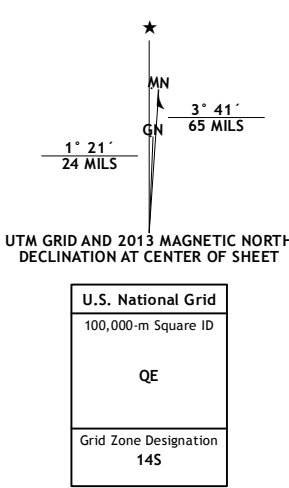 ★
MN
3° 41´
65 MILS
GN
1° 21´
24 MILS
UTM GRID AND 2013 MAGNETIC NORTH
DECLINATION AT CENTER OF SHEET
U.S. National Grid
100,000-m Square ID
QE
Grid Zone Designation
14S